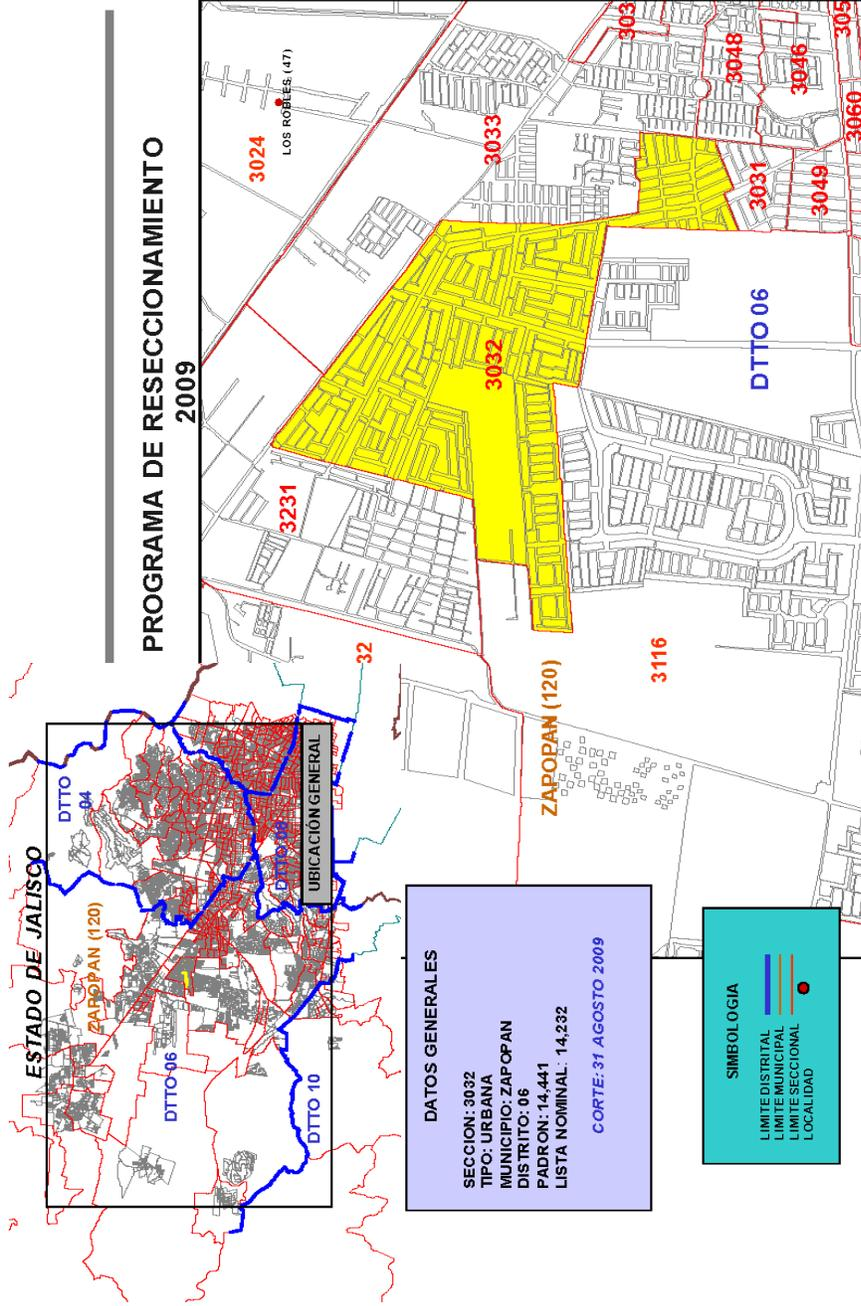 PROGRAMA DE RESECCIONAMIENTO
2009
ESTADO DE JALISCO
DTTO
04
ZAPOPAN (120)
DTTO 06
DTTO 08
DTTO 10
UBICACIÓN GENERAL
3024
LOS ROBLES (47)
3033
3048
3046
3060
3031
3049
3032
3231
32
DTTO 06
3116
ZAPOPAN (120)
DATOS GENERALES
SECCION: 3032
TIPO: URBANA
MUNICIPIO: ZAPOPAN
DISTRITO: 06
PADRON: 14,441
LISTA NOMINAL: 14,232
CORTE: 31 AGOSTO 2009
SIMBOLOGIA
LIMITE DISTRITAL
LIMITE MUNICIPAL
LIMITE SECCIONAL
LOCALIDAD